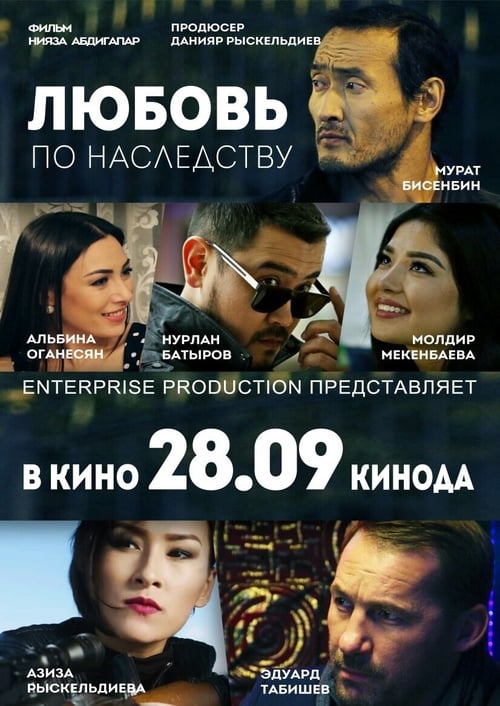 ФИЛЬМ
НИЯЗА АБДИГАПАР
ПРОДЮСЕР
ДАНИЯР РЫСКЕЛЬДИЕВ
ЛЮБОВЬ
ПО НАСЛЕДСТВУ
МУРАТ
БИСЕНБИН
АЛЬБИНА
ОГАНЕСЯН
НУРЛАН
БАТЫРОВ
МОЛДИР
МЕКЕНБАЕВА
ENTERPRISE PRODUCTION ПРЕДСТАВЛЯЕТ
В КИНО 28.09 КИНОДА
АЗИЗА
РЫСКЕЛЬДИЕВА
ЭДУАРД
ТАБИШЕВ